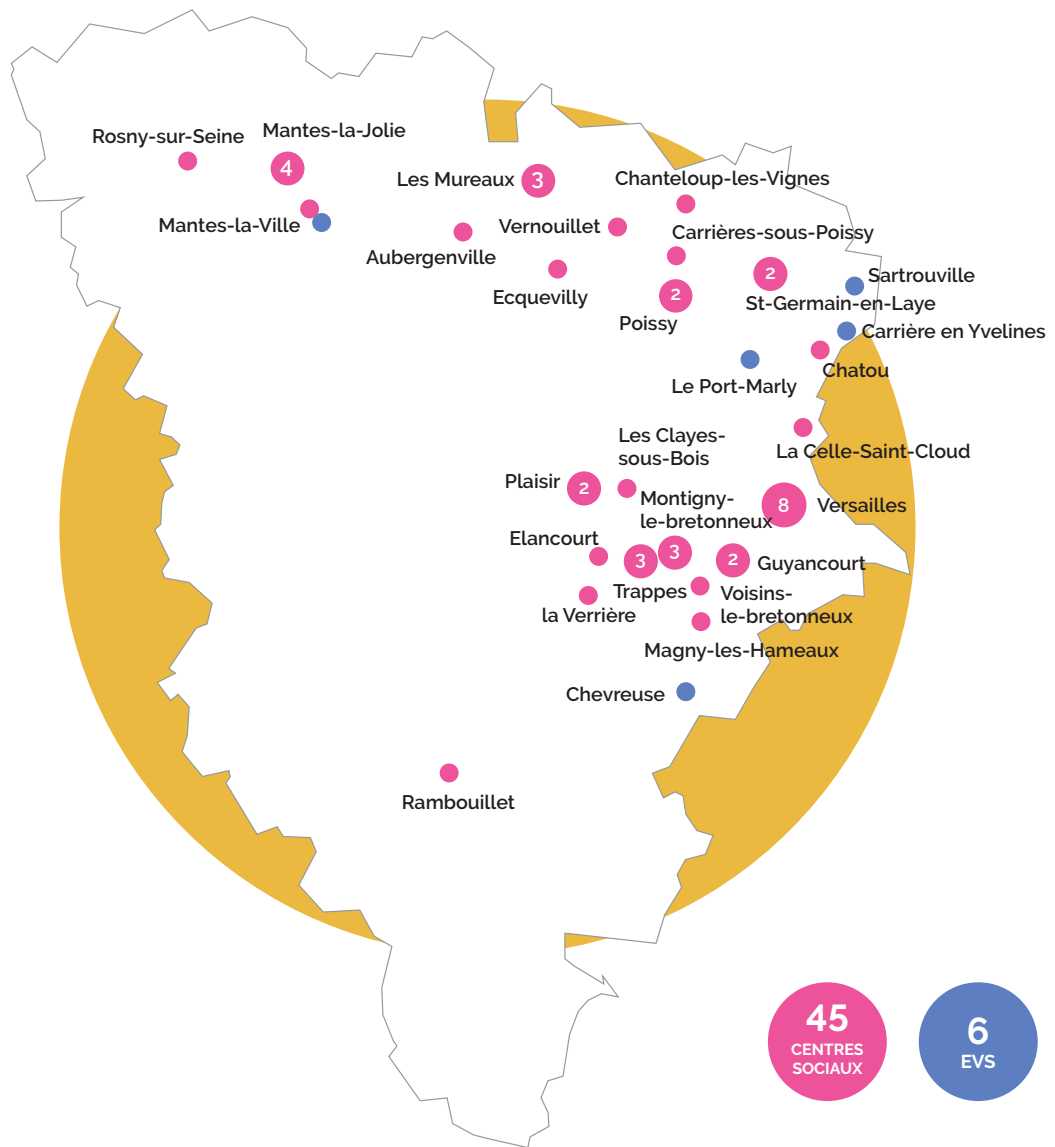 Rosny-sur-Seine
Mantes-la-Jolie
4
Mantes-la-Ville
Les Mureaux
3
Chanteloup-les-Vignes
Vernouillet
Aubergenville
Carrières-sous-Poissy
Ecquevilly
2
Poissy
2
St-Germain-en-Laye
Sartrouville
Carrière en Yvelines
Chatou
Le Port-Marly
La Celle-Saint-Cloud
Les Clayes-
sous-Bois
Plaisir
2
Montigny-
le-bretonneux
8
Versailles
Elancourt
3
3
2
Guyancourt
Trappes
Voisins-
le-bretonneux
la Verrière
Magny-les-Hameaux
Chevreuse
Rambouillet
45
CENTRES
SOCIAUX
6
EVS